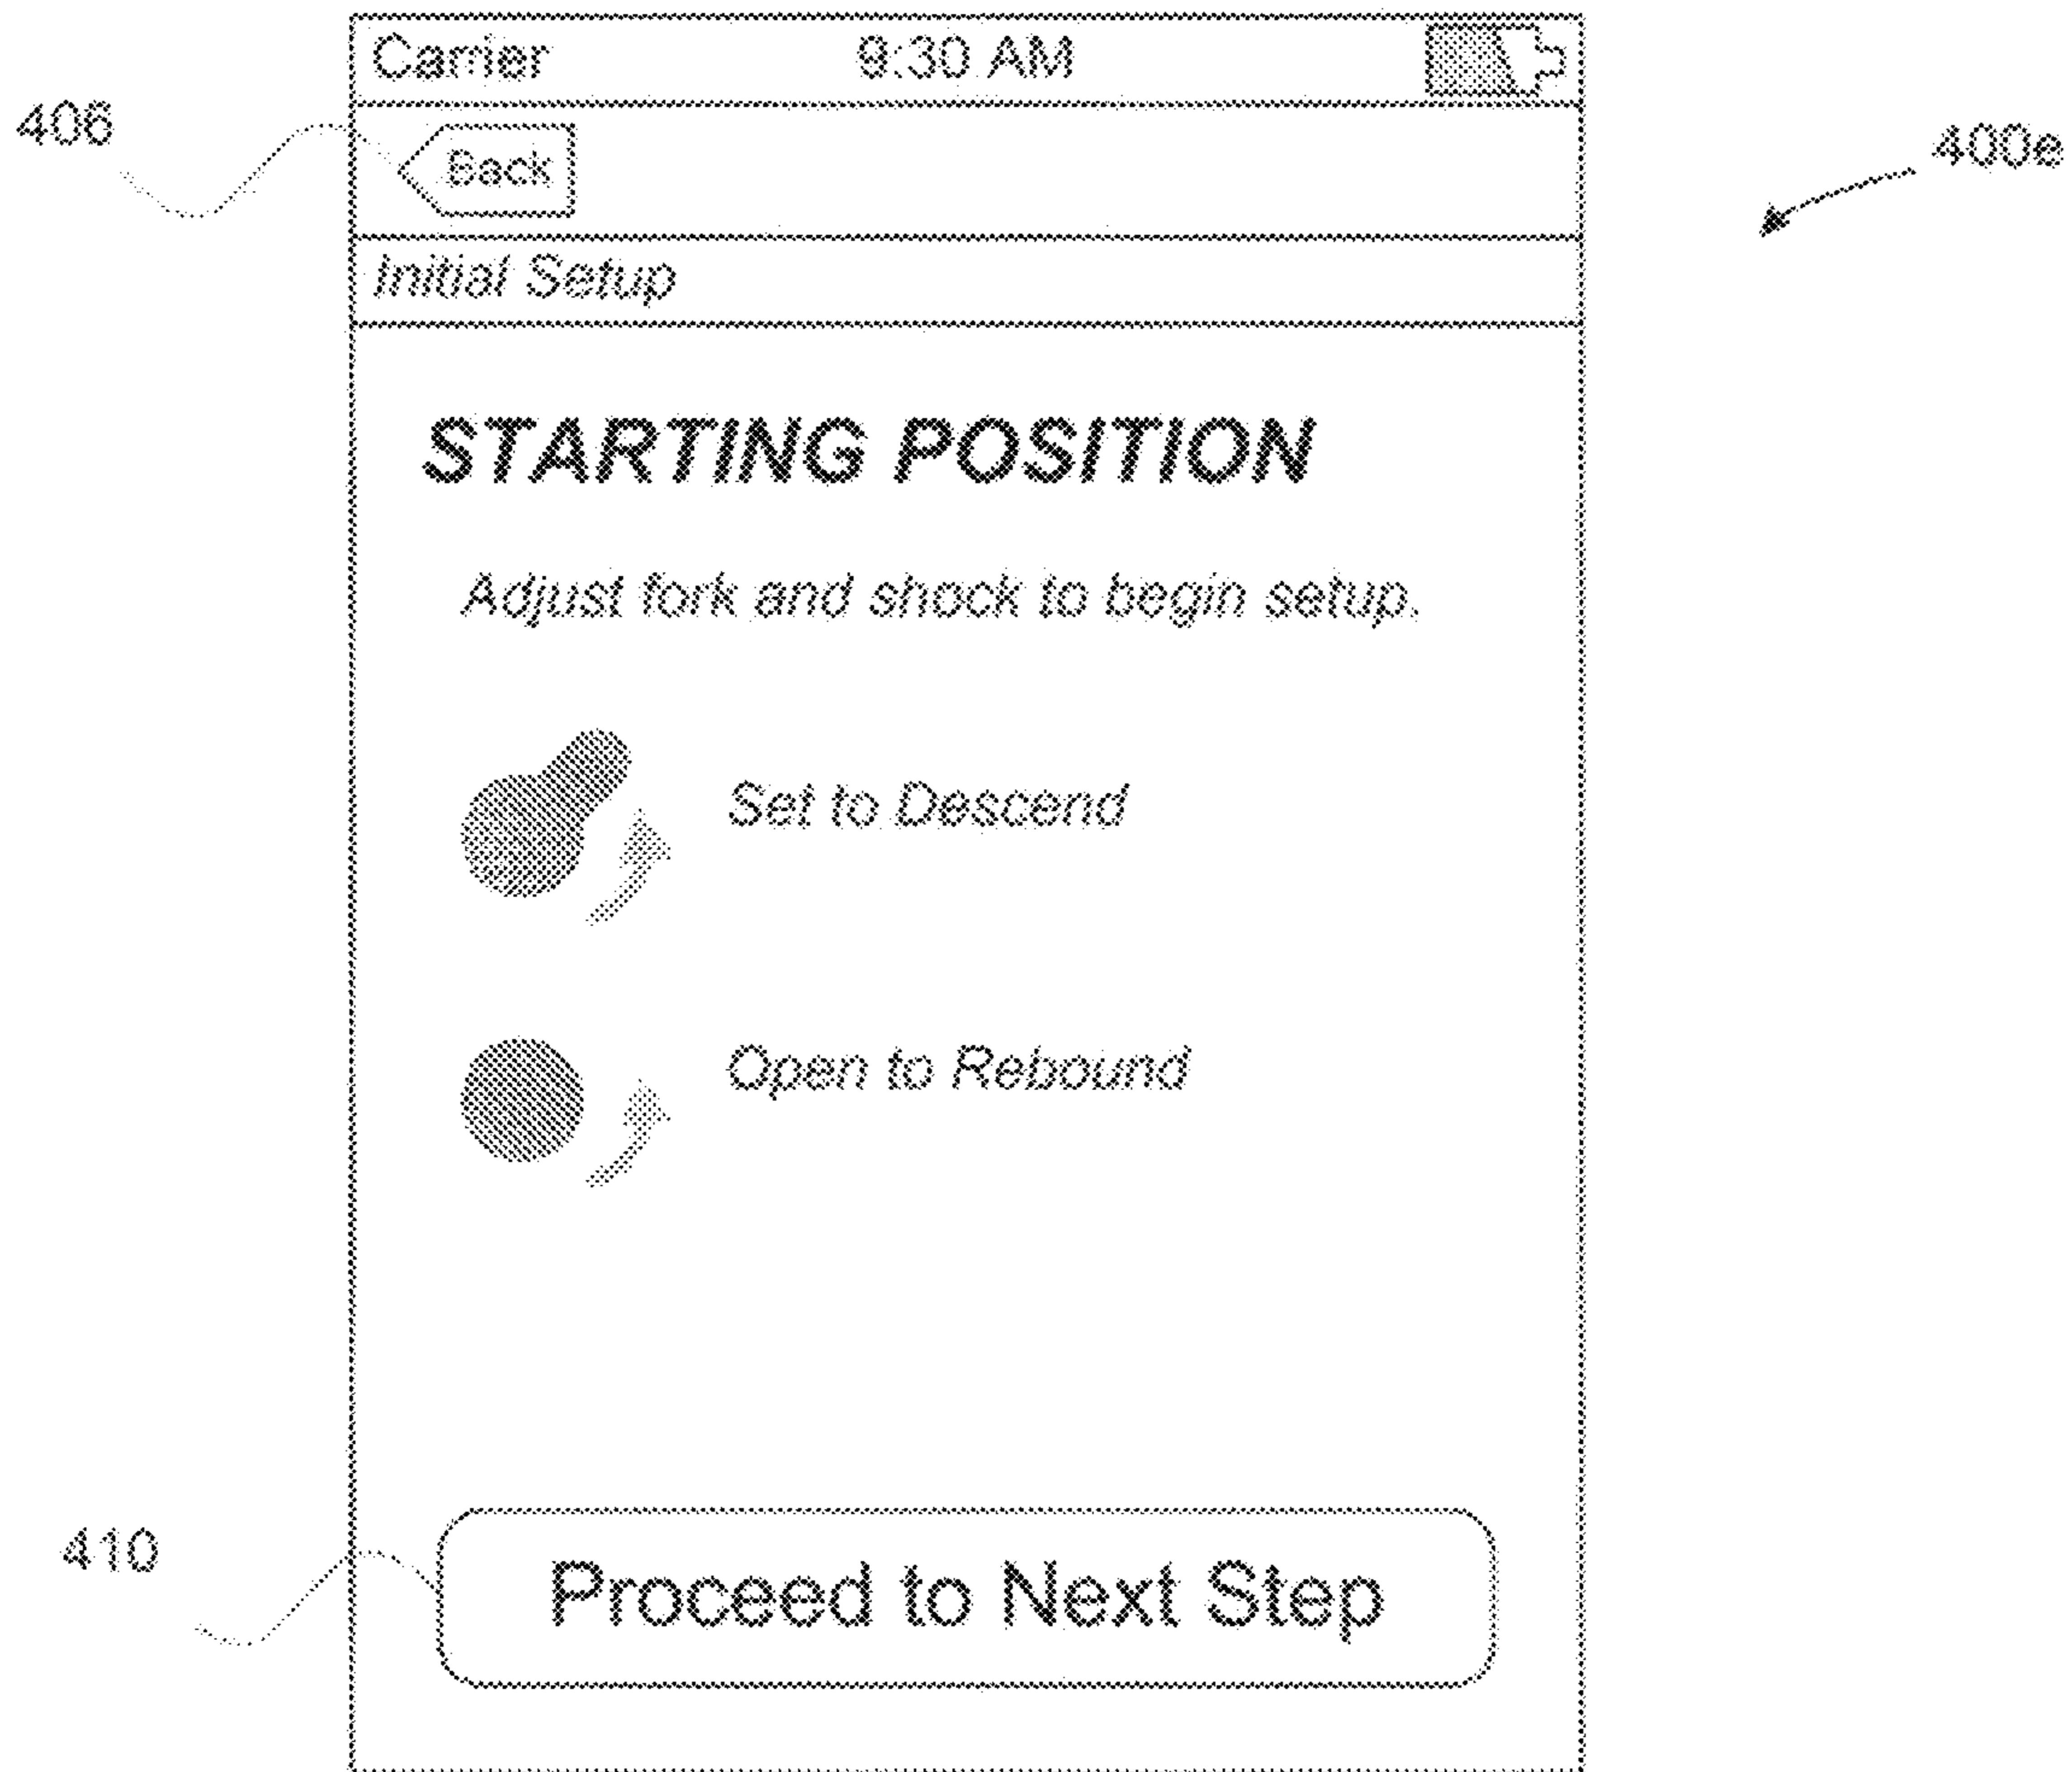 Carrier 9:30 AM
406
Back
400e
Initial Setup
STARTING POSITION
Adjust fork and shock to begin setup.
Set to Descend
Open to Rebound
410
Proceed to Next Step